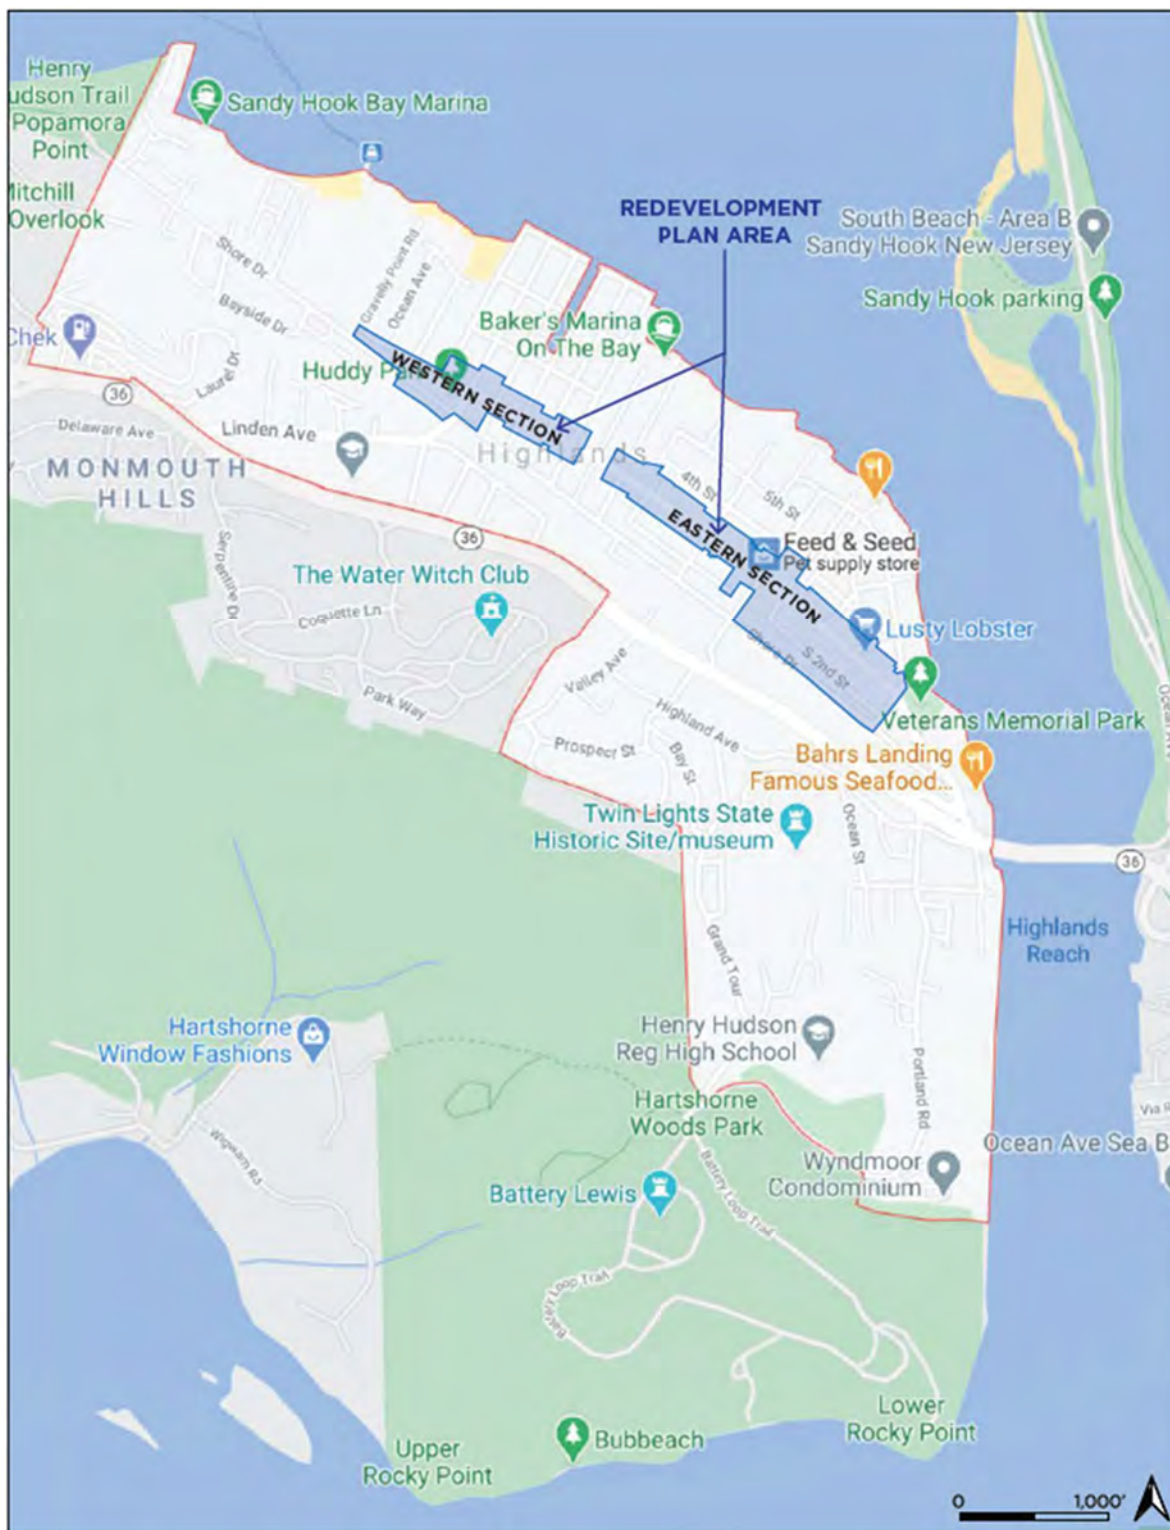 Henry
udson Trail
Popamora
Point
Sandy Hook Bay Marina
Mitchill
Overlook
REDEVELOPMENT
PLAN AREA
South Beach - Area B
Sandy Hook New Jersey
Sandy Hook parking
Shore Dr
Gravelly Point Rd
Ocean Ave
Bayside Dr
Baker's Marina
On The Bay
Chek
Laurel Dr
Huddy Park
WESTERN SECTION
36
Delaware Ave
Linden Ave
Highlands
MONMOUTH
HILLS
4th St
5th St
EASTERN SECTION
36
Feed & Seed
Pet supply store
Serpentine Dr
The Water Witch Club
Coquette Ln
Lusty Lobster
Shore Dr
S 2nd St
Valley Ave
Park Way
Highland Ave
Veterans Memorial Park
Prospect St
Bay St
Bahrs Landing
Famous Seafood...
Twin Lights State
Historic Site/museum
Ocean St
36
Highlands
Reach
Grand Tour
Hartshorne
Window Fashions
Henry Hudson
Reg High School
Portland Rd
Hartshorne
Woods Park
Via R
Wigwam Rd
Ocean Ave Sea B
Wyndmoor
Condominium
Battery Lewis
Battery Loop Trail
Battery Loop Trail
Lower
Rocky Point
Bubbeach
Upper
Rocky Point
0 1,000'